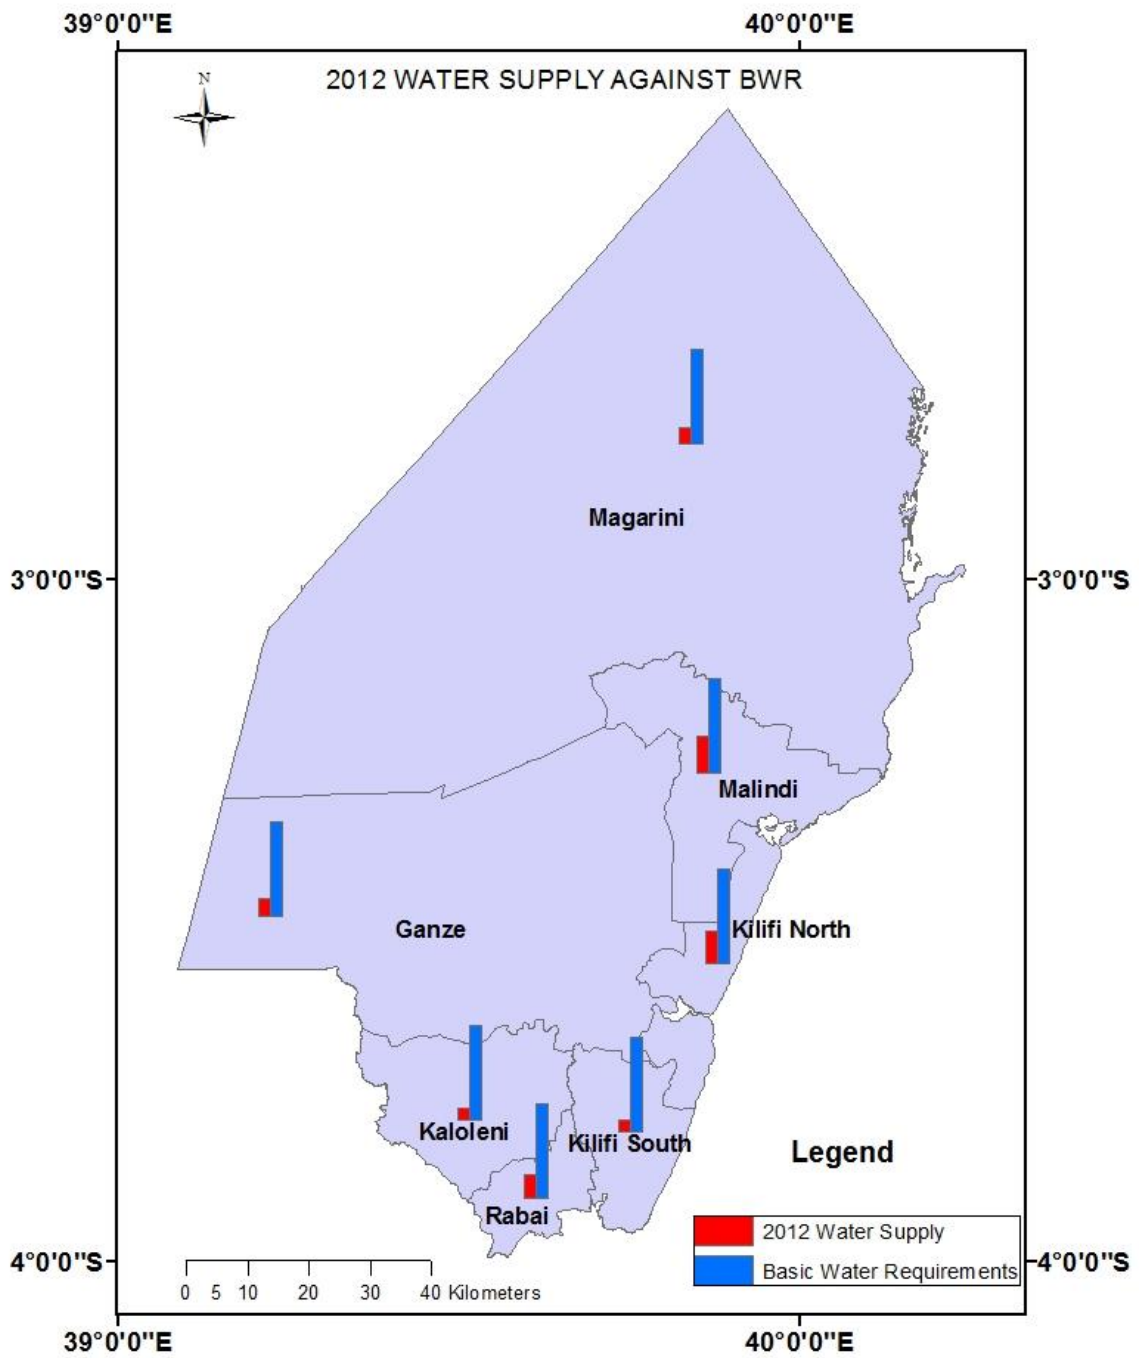 39°0'0"E 40°0'0"E
N
2012 WATER SUPPLY AGAINST BWR
Magarini
3°0'0"S 3°0'0"S
Malindi
Ganze
Kilifi North
Kaloleni
Kilifi South
Legend
Rabai
2012 Water Supply
4°0'0"S 4°0'0"S
Basic Water Requirements
0 5 10 20 30 40 Kilometers
39°0'0"E 40°0'0"E